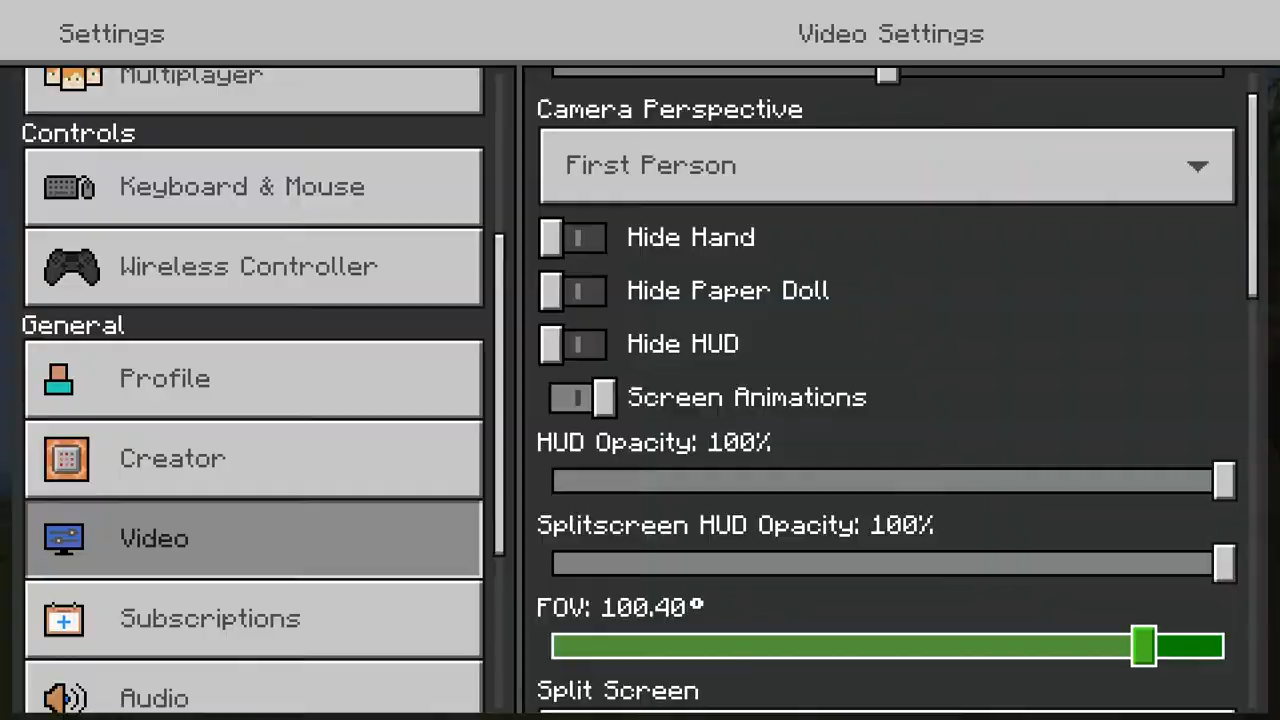 Settings
Video Settings
Multiplayer
Controls
Keyboard & Mouse
Wireless Controller
General
Profile
Creator
Video
Subscriptions
Audio
Camera Perspective
First Person
Hide Hand
Hide Paper Doll
Hide HUD
Screen Animations
HUD Opacity: 100%
Splitscreen HUD Opacity: 100%
FOV: 100.40°
Split Screen